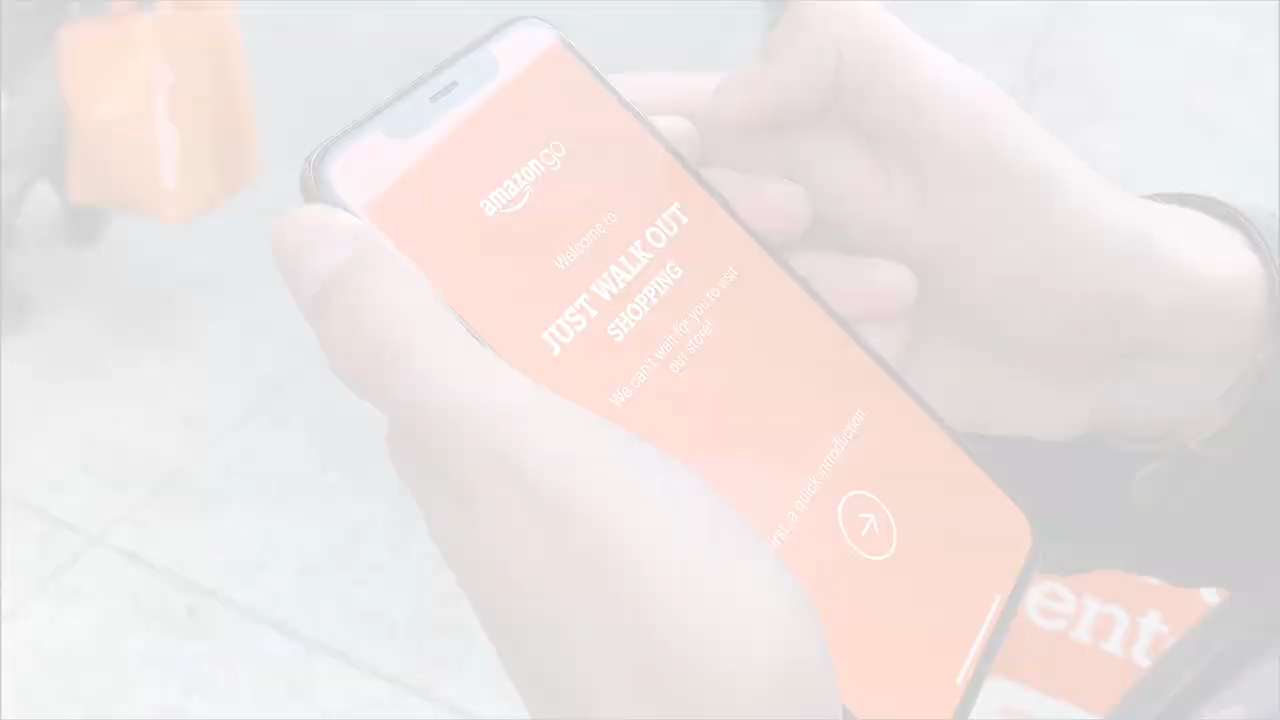 amazon go
Welcome to
JUST WALK OUT
SHOPPING
We can't wait for you to visit
our store!
First, a quick introduction
ent